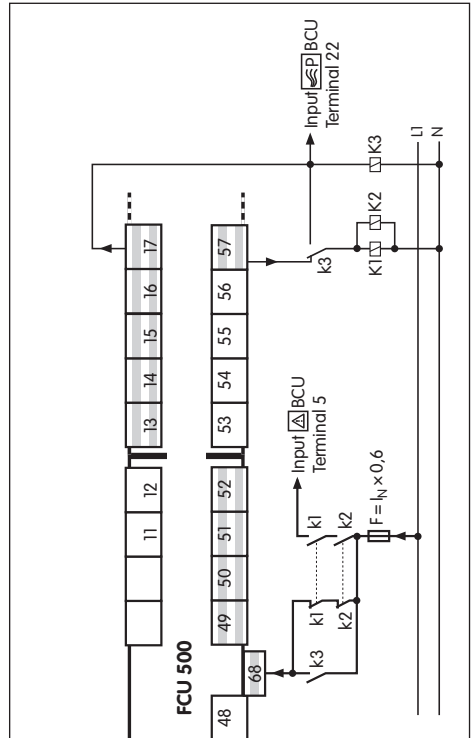 11 12 13 14 15 16 17
FCU 500
48 49 50 51 52 53 54 55 56 57
68
Input ⚠ BCU
Terminal 5
k3
k1
k2
k1
k2
k3
F = I_N × 0,6
K1
K2
K3
Input P BCU
Terminal 22
L1
N